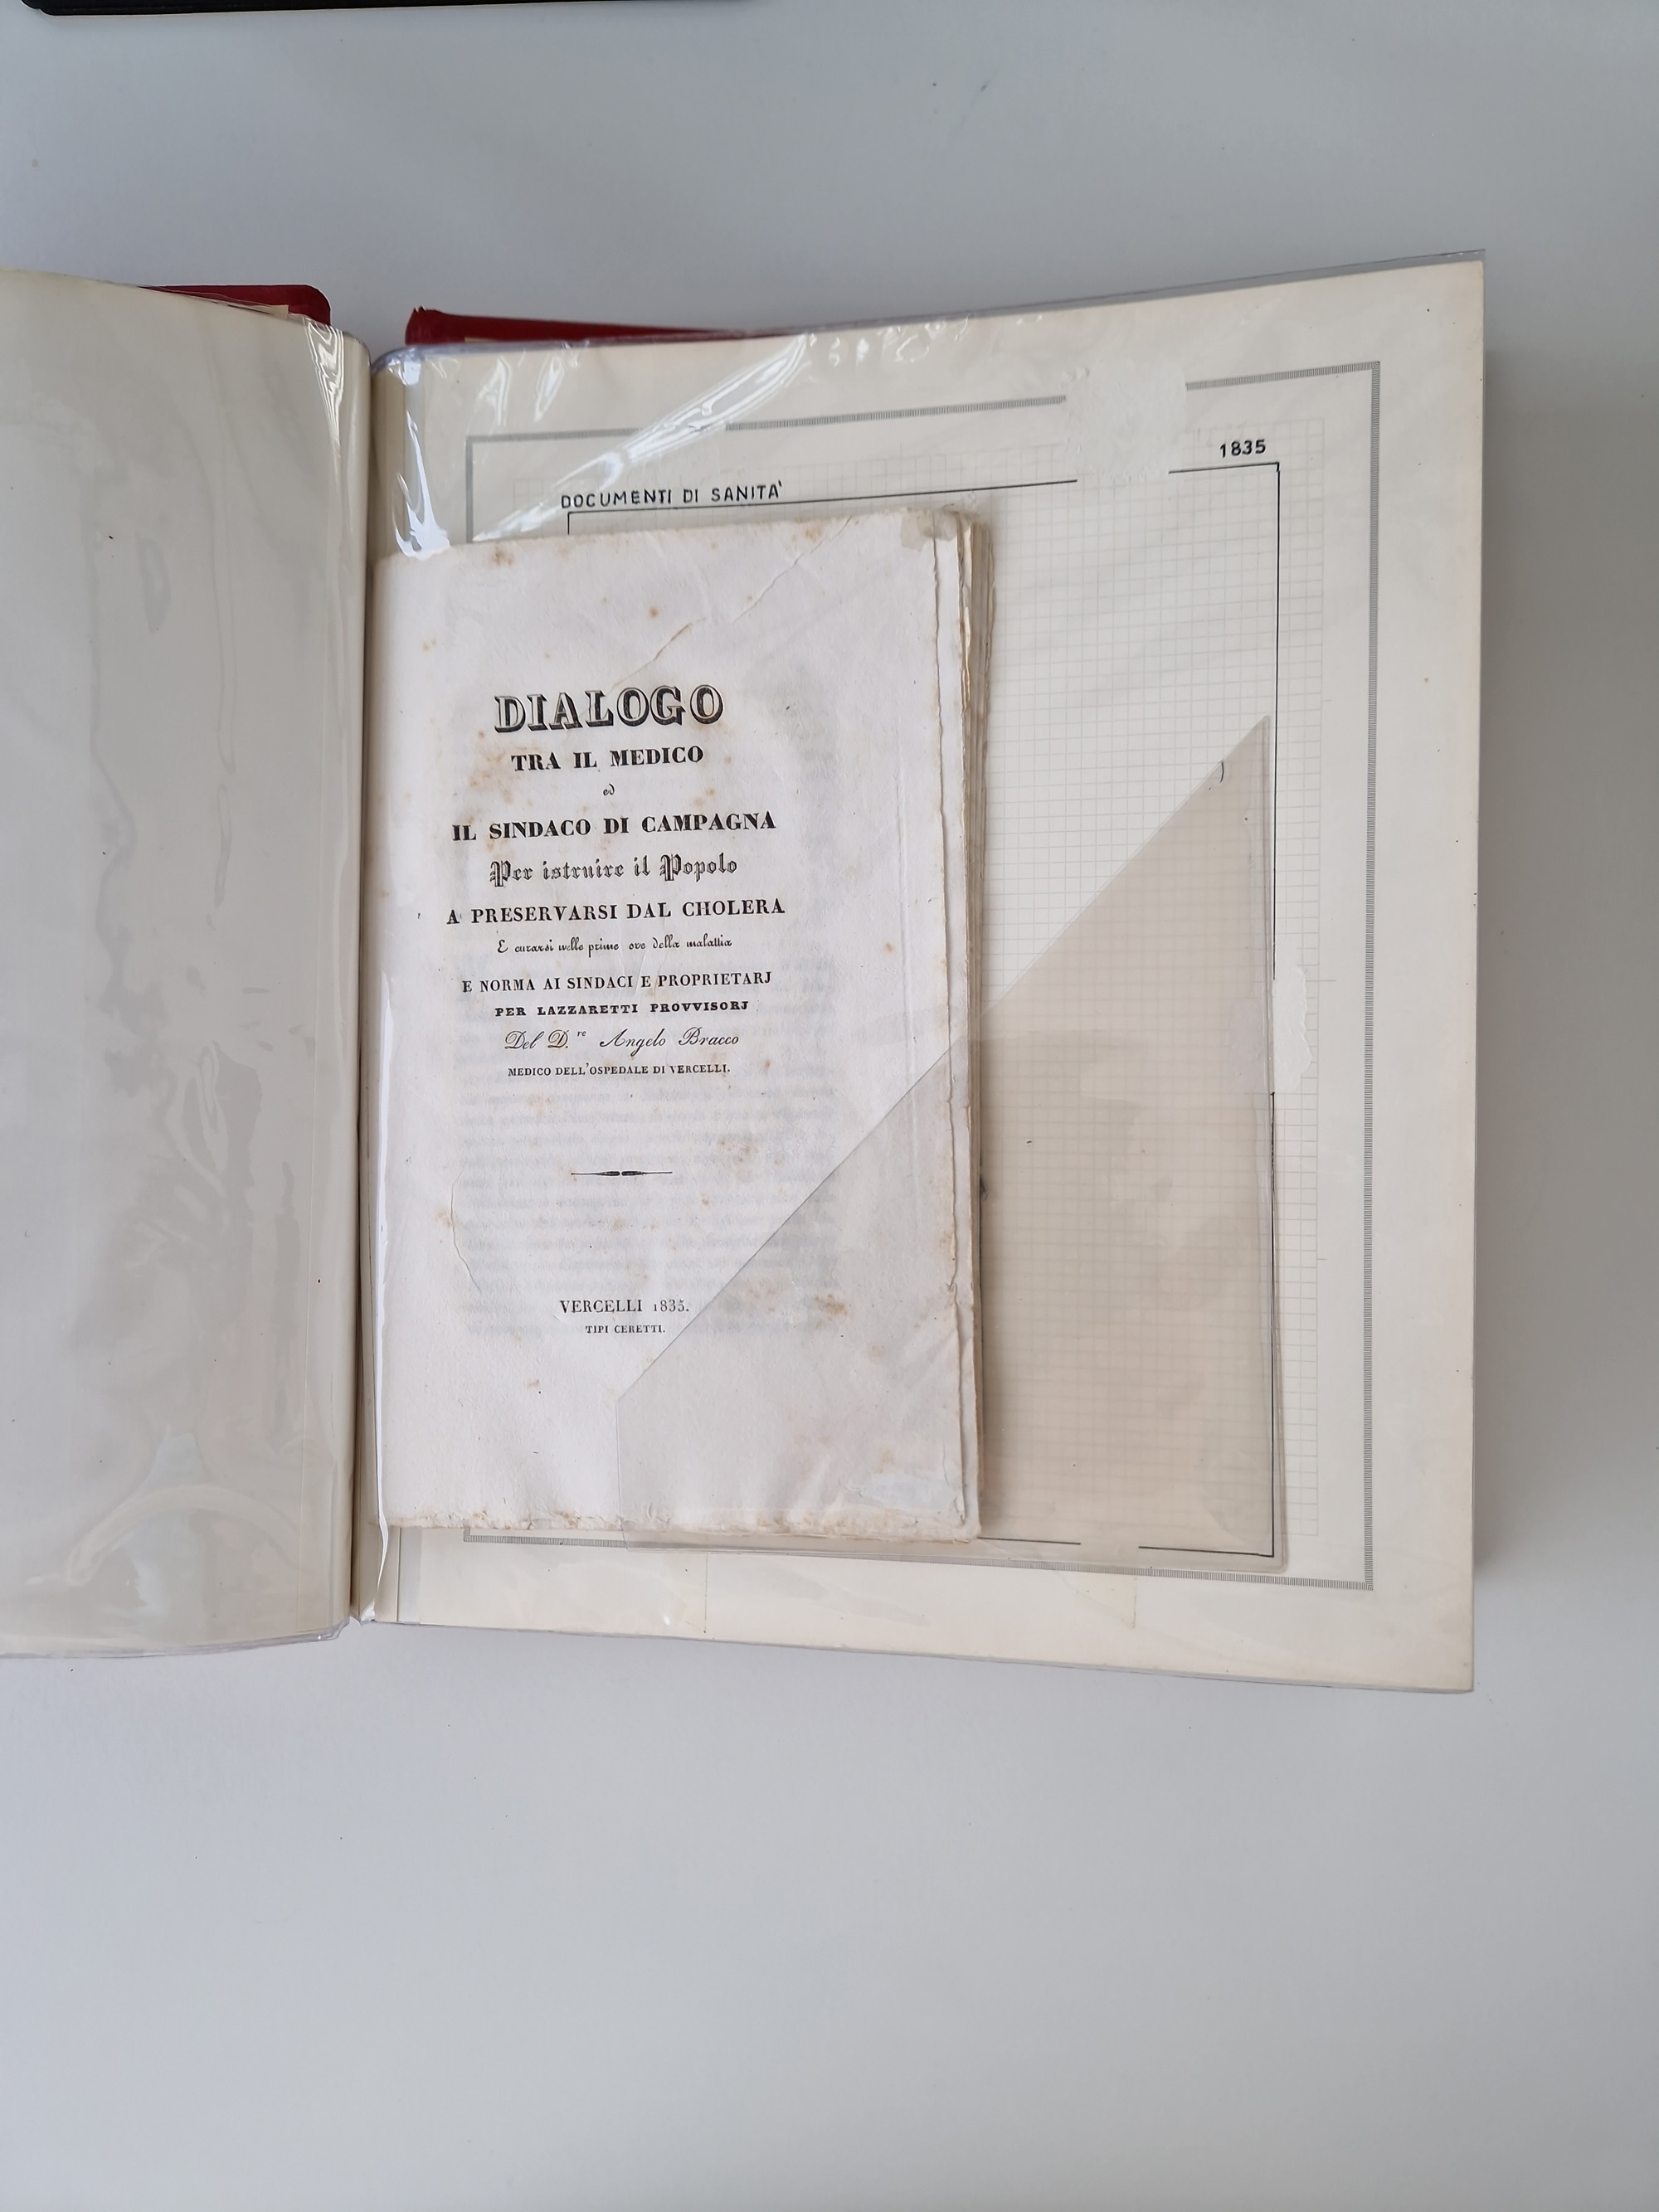 DOCUMENTI DI SANITA'
1835
DIALOGO
TRA IL MEDICO
ed
IL SINDACO DI CAMPAGNA
Per istruire il Popolo
A PRESERVARSI DAL CHOLERA
E curarsi nelle prime ore della malattia
E NORMA AI SINDACI E PROPRIETARJ
PER LAZZARETTI PROVVISORJ
Del D.re Angelo Bracco
MEDICO DELL'OSPEDALE DI VERCELLI.
VERCELLI 1835.
TIPI CERETTI.